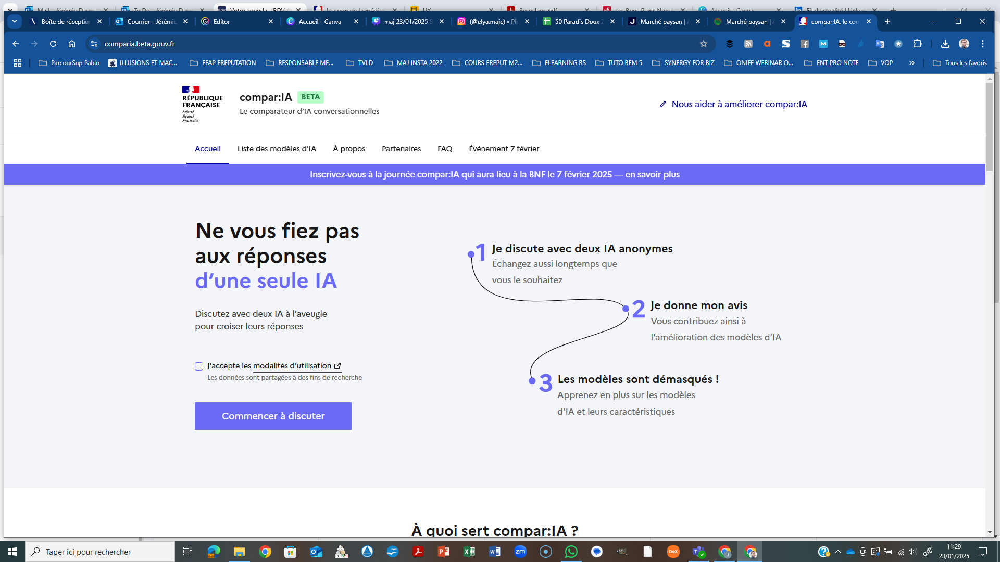 Boîte de réception
Courrier - Jérémie
Editor
Accueil - Canva
maj 23/01/2025 S
(@elya.maje) • Ph
50 Paradis Doux 2
Marché paysan | A
Marché paysan | A
compar:IA, le com
comparia.beta.gouv.fr
ParcourSup Pablo
ILLUSIONS ET MAC...
EFAP EREPUTATION
RESPONSABLE ME...
TVLD
MAJ INSTA 2022
COURS EREPUT M2...
ELEARNING RS
TUTO BEM 5
SYNERGY FOR BIZ
ONIFF WEBINAR O...
ENT PRO NOTE
VOP
Tous les favoris
RÉPUBLIQUE
FRANÇAISE
Liberté
Égalité
Fraternité
compar:IA BETA
Le comparateur d’IA conversationnelles
Nous aider à améliorer compar:IA
Accueil
Liste des modèles d'IA
À propos
Partenaires
FAQ
Événement 7 février
Inscrivez-vous à la journée compar:IA qui aura lieu à la BNF le 7 février 2025 — en savoir plus
Ne vous fiez pas
aux réponses
d’une seule IA
Discutez avec deux IA à l’aveugle
pour croiser leurs réponses
J'accepte les modalités d'utilisation
Les données sont partagées à des fins de recherche
Commencer à discuter
1 Je discute avec deux IA anonymes
Échangez aussi longtemps que
vous le souhaitez
2 Je donne mon avis
Vous contribuez ainsi à
l'amélioration des modèles d’IA
3 Les modèles sont démasqués !
Apprenez en plus sur les modèles
d’IA et leurs caractéristiques
À quoi sert compar:IA ?
Taper ici pour rechercher
11:29
23/01/2025